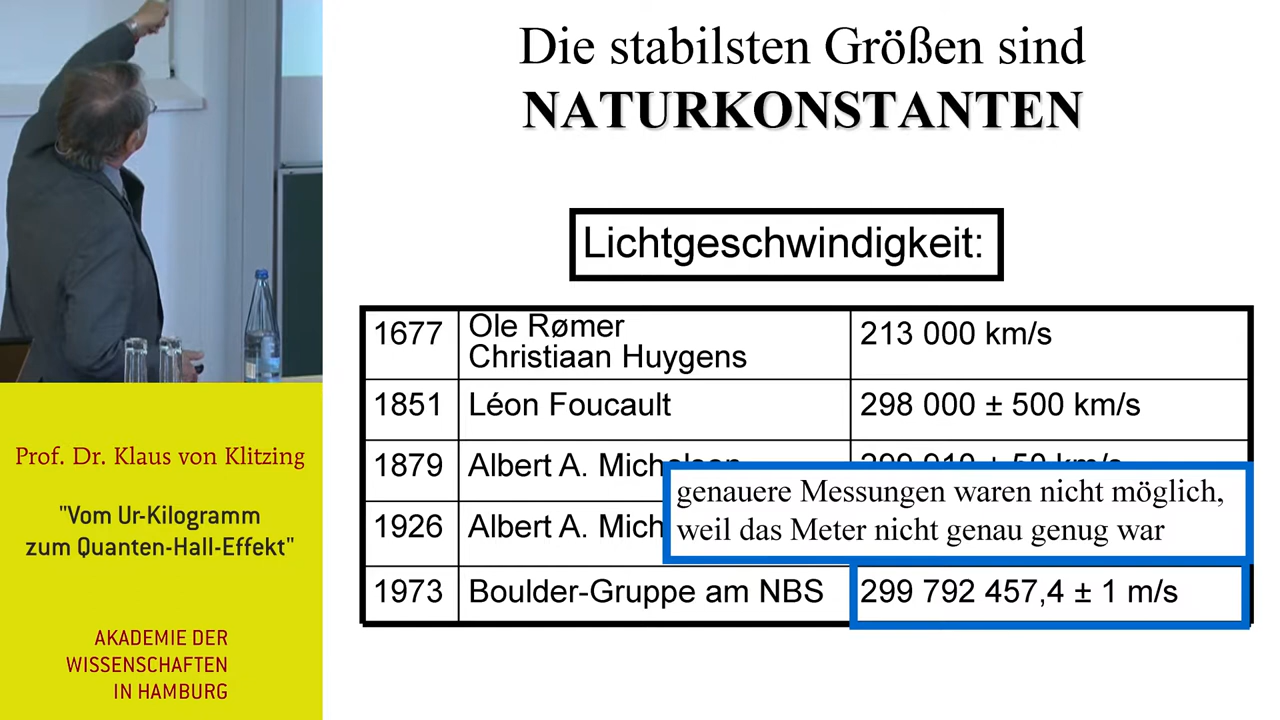 Die stabilsten Größen sind
NATURKONSTANTEN
Lichtgeschwindigkeit:
1677 Ole Rømer Christiaan Huygens 213 000 km/s
1851 Léon Foucault 298 000 ± 500 km/s
1879 Albert A.
1926 Albert A.
genauere Messungen waren nicht möglich,
weil das Meter nicht genau genug war
1973 Boulder-Gruppe am NBS 299 792 457,4 ± 1 m/s
Prof. Dr. Klaus von Klitzing
"Vom Ur-Kilogramm
zum Quanten-Hall-Effekt"
AKADEMIE DER
WISSENSCHAFTEN
IN HAMBURG